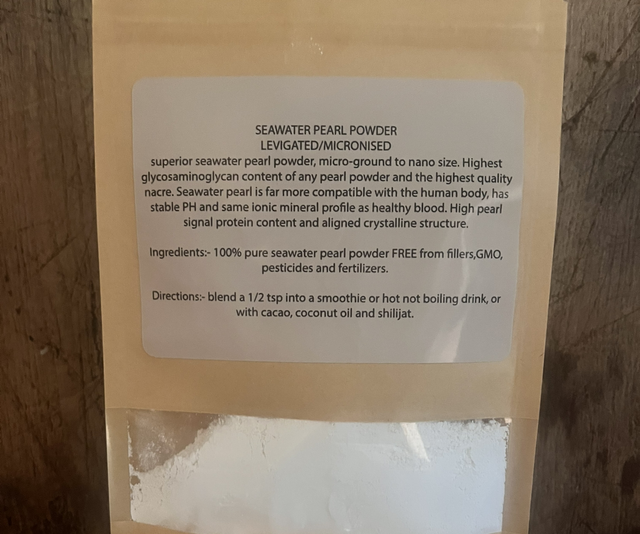 SEAWATER PEARL POWDER
LEVIGATED/MICRONISED
superior seawater pearl powder, micro-ground to nano size. Highest
glycosaminoglycan content of any pearl powder and the highest quality
nacre. Seawater pearl is far more compatible with the human body, has
stable PH and same ionic mineral profile as healthy blood. High pearl
signal protein content and aligned crystalline structure.
Ingredients:- 100% pure seawater pearl powder FREE from fillers,GMO,
pesticides and fertilizers.
Directions:- blend a 1/2 tsp into a smoothie or hot not boiling drink, or
with cacao, coconut oil and shilijat.